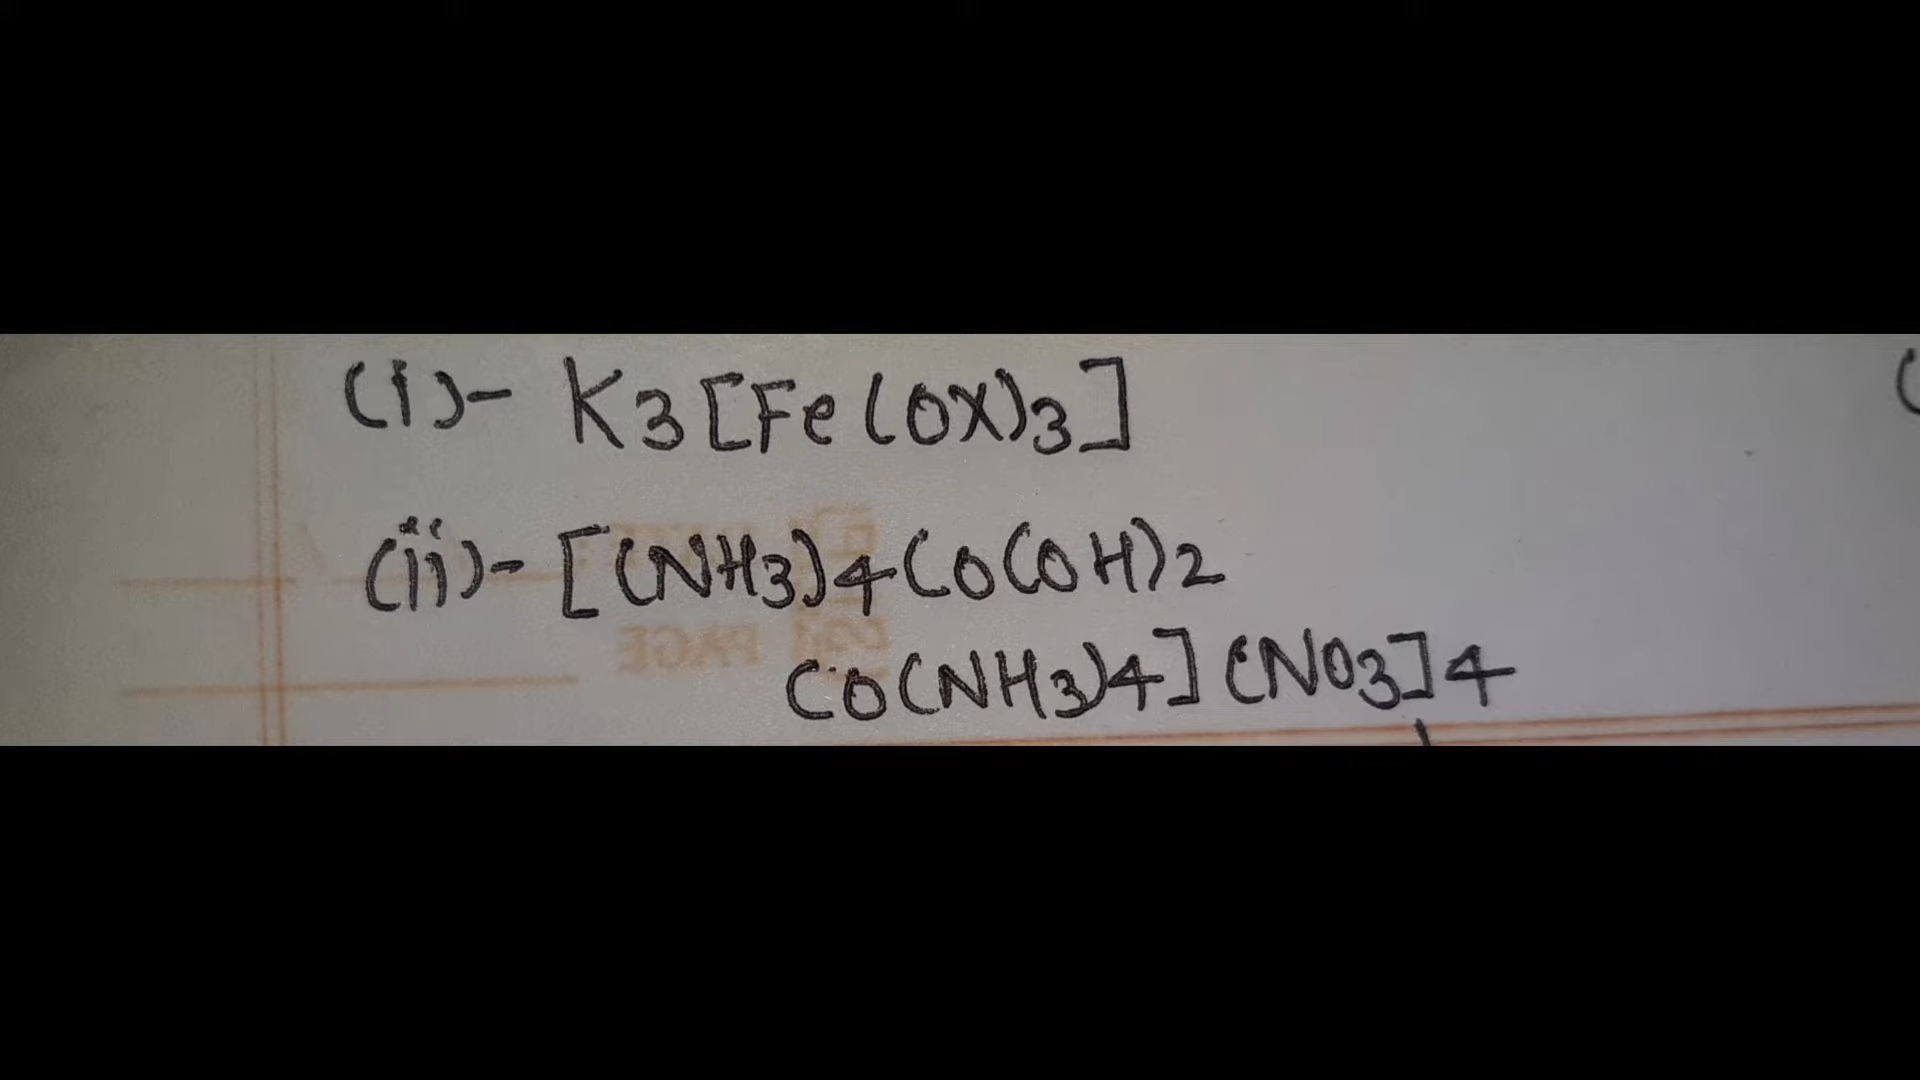 (i)- K3[Fe(OX)3]
(ii)- [(NH3)4CO(OH)2
CO(NH3)4](NO3]4